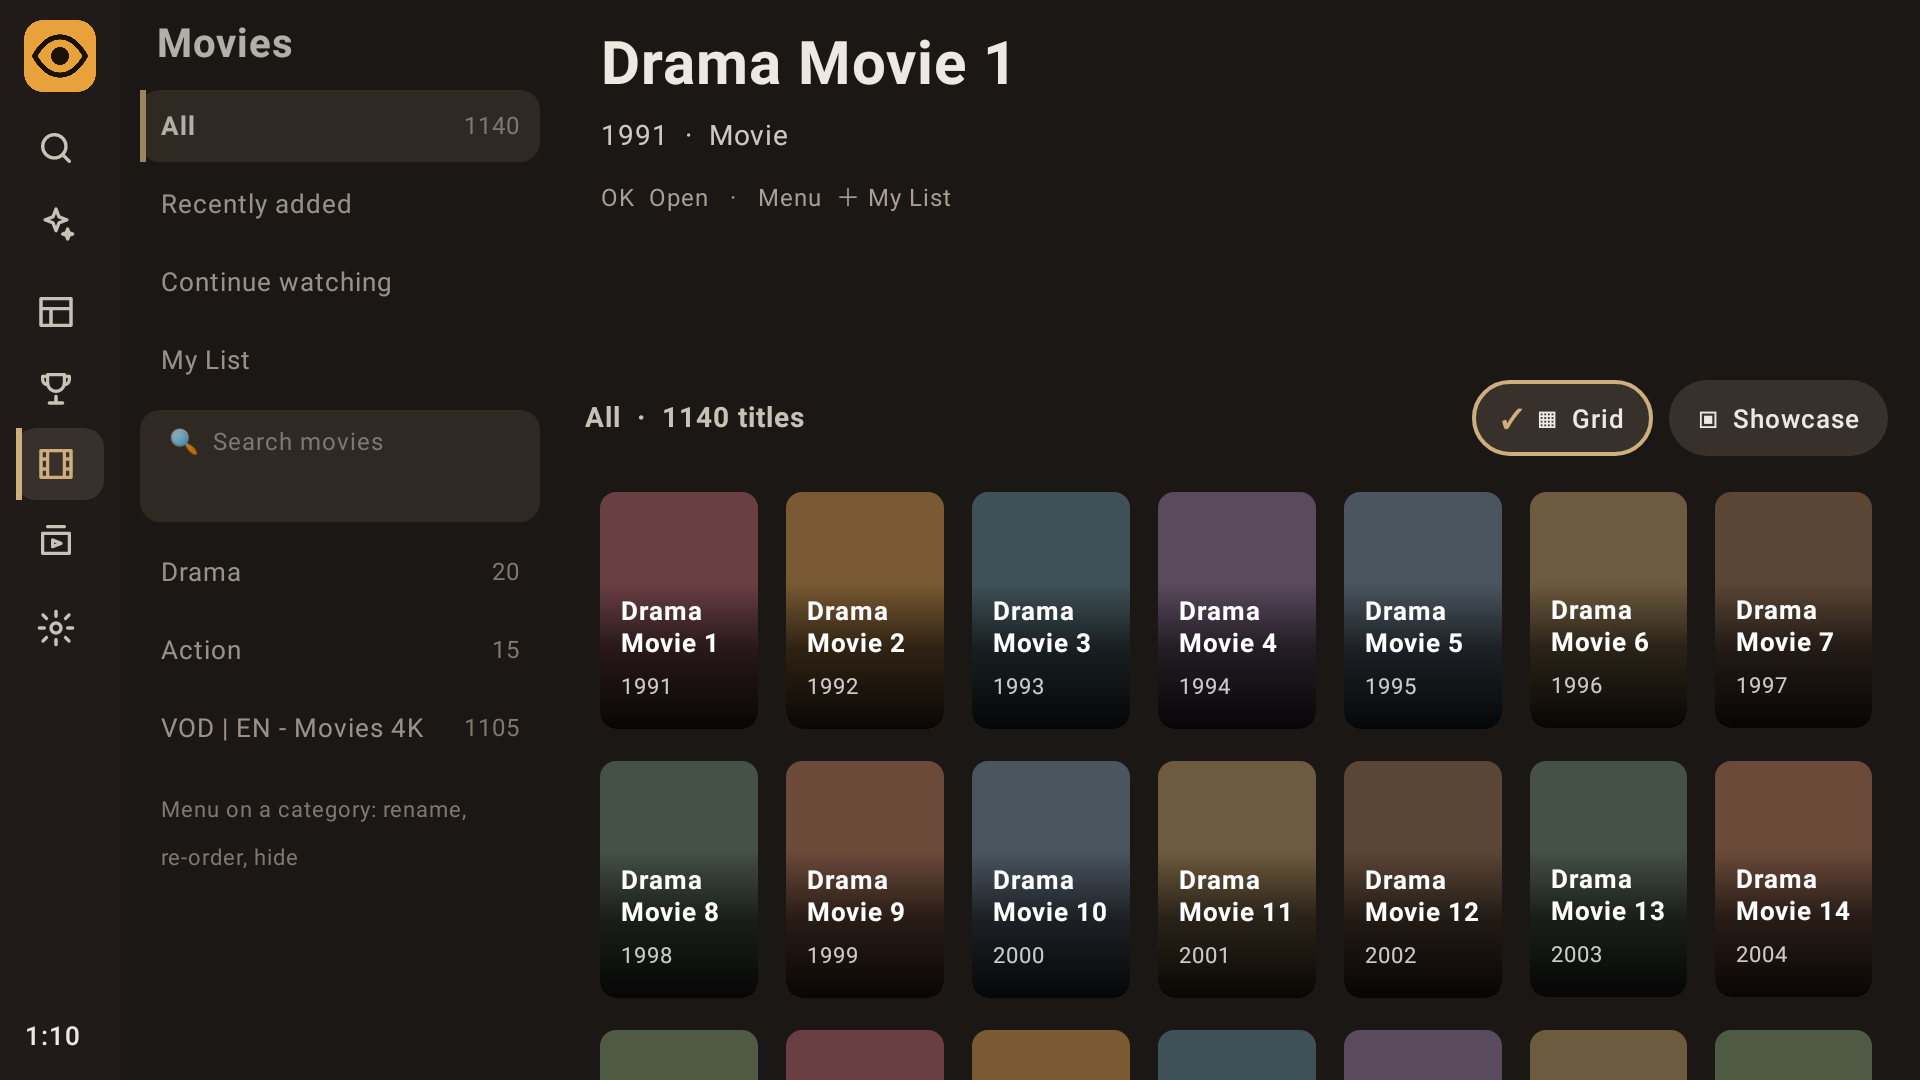 Movies
All 1140
Recently added
Continue watching
My List
🔍 Search movies
Drama 20
Action 15
VOD | EN - Movies 4K 1105
Menu on a category: rename,
re-order, hide
1:10
Drama Movie 1
1991 · Movie
OK Open · Menu + My List
All · 1140 titles
✓ ▦ Grid
▣ Showcase
Drama
Movie 1
1991
Drama
Movie 2
1992
Drama
Movie 3
1993
Drama
Movie 4
1994
Drama
Movie 5
1995
Drama
Movie 6
1996
Drama
Movie 7
1997
Drama
Movie 8
1998
Drama
Movie 9
1999
Drama
Movie 10
2000
Drama
Movie 11
2001
Drama
Movie 12
2002
Drama
Movie 13
2003
Drama
Movie 14
2004